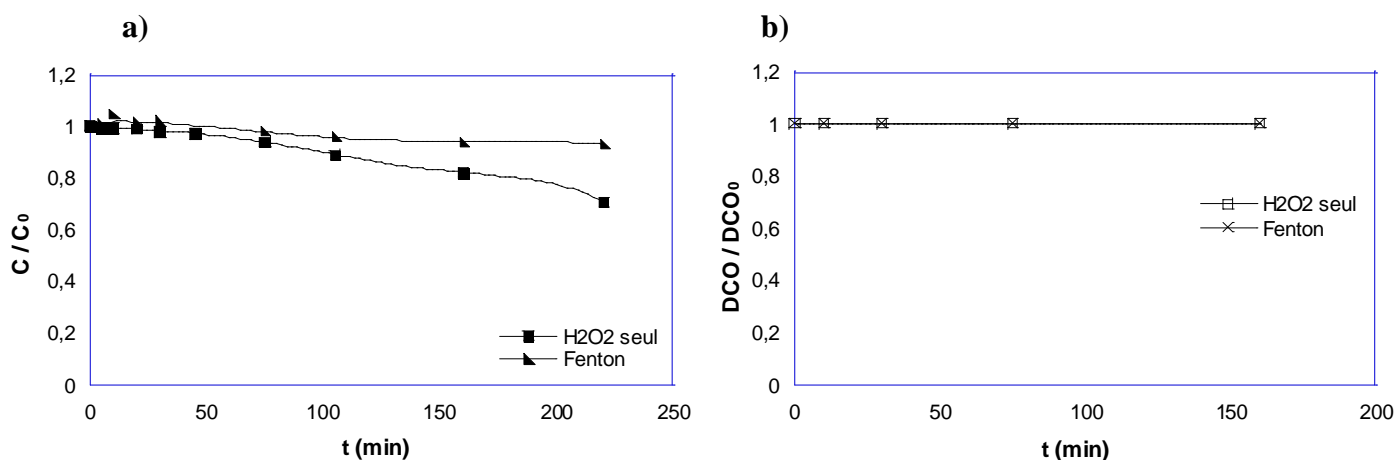 a)
1,2
1
0,8
0,6
0,4
0,2
0
C / C₀
0 50 100 150 200 250
t (min)
H2O2 seul
Fenton
b)
1,2
1
0,8
0,6
0,4
0,2
0
DCO / DCO₀
0 50 100 150 200
t (min)
H2O2 seul
Fenton